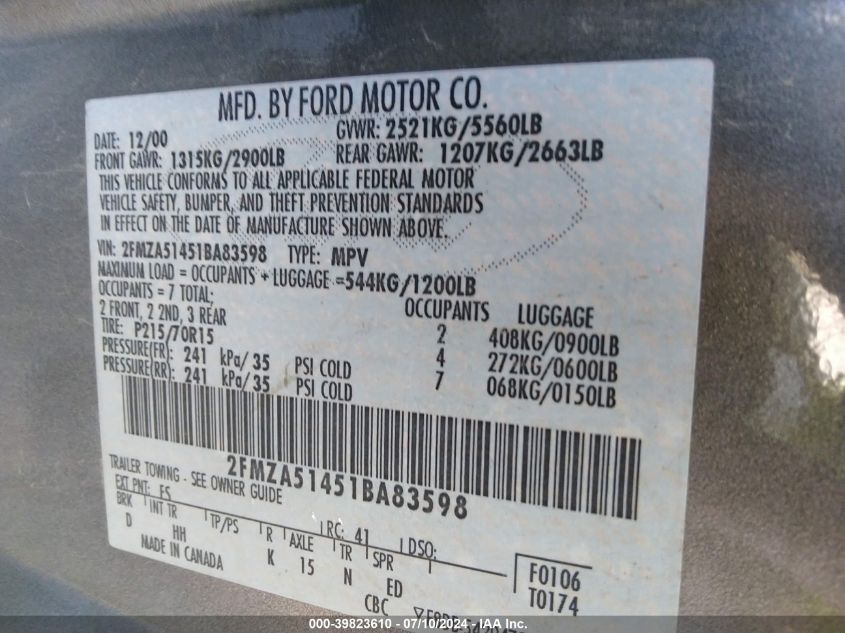 MFD. BY FORD MOTOR CO.
DATE: 12/00 GVWR: 2521KG/5560LB
FRONT GAWR: 1315KG/2900LB REAR GAWR: 1207KG/2663LB
THIS VEHICLE CONFORMS TO ALL APPLICABLE FEDERAL MOTOR
VEHICLE SAFETY, BUMPER, AND THEFT PREVENTION STANDARDS
IN EFFECT ON THE DATE OF MANUFACTURE SHOWN ABOVE.
VIN: 2FMZA51451BA83598 TYPE: MPV
MAXIMUM LOAD = OCCUPANTS + LUGGAGE =544KG/1200LB
OCCUPANTS = 7 TOTAL; OCCUPANTS LUGGAGE
2 FRONT, 2 2ND, 3 REAR 2 408KG/0900LB
TIRE: P215/70R15 4 272KG/0600LB
PRESSURE(FR): 241 kPa/35 PSI COLD 7 068KG/0150LB
PRESSURE(RR): 241 kPa/35 PSI COLD
2FMZA51451BA83598
TRAILER TOWING - SEE OWNER GUIDE
EXT PNT: FS RC: 41 DSO:
BRK INT TR TP/PS R AXLE TR SPR
D HH K 15 N ED
MADE IN CANADA CBC
F0106
T0174
000-39823610 - 07/10/2024 - IAA Inc.